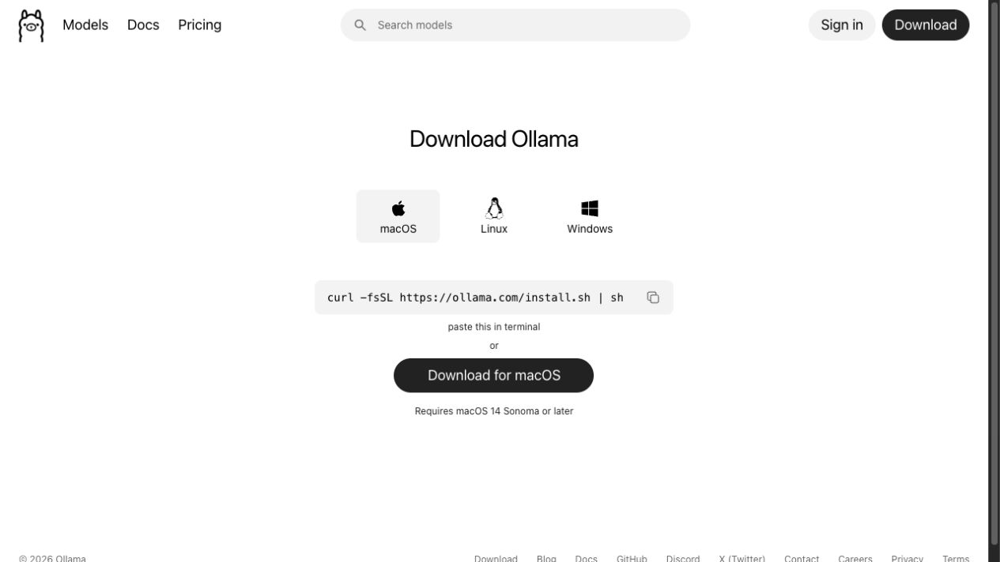 Models Docs Pricing Search models Sign in Download
Download Ollama
macOS Linux Windows
curl -fsSL https://ollama.com/install.sh | sh
paste this in terminal
or
Download for macOS
Requires macOS 14 Sonoma or later
© 2026 Ollama Download Blog Docs GitHub Discord X (Twitter) Contact Careers Privacy Terms